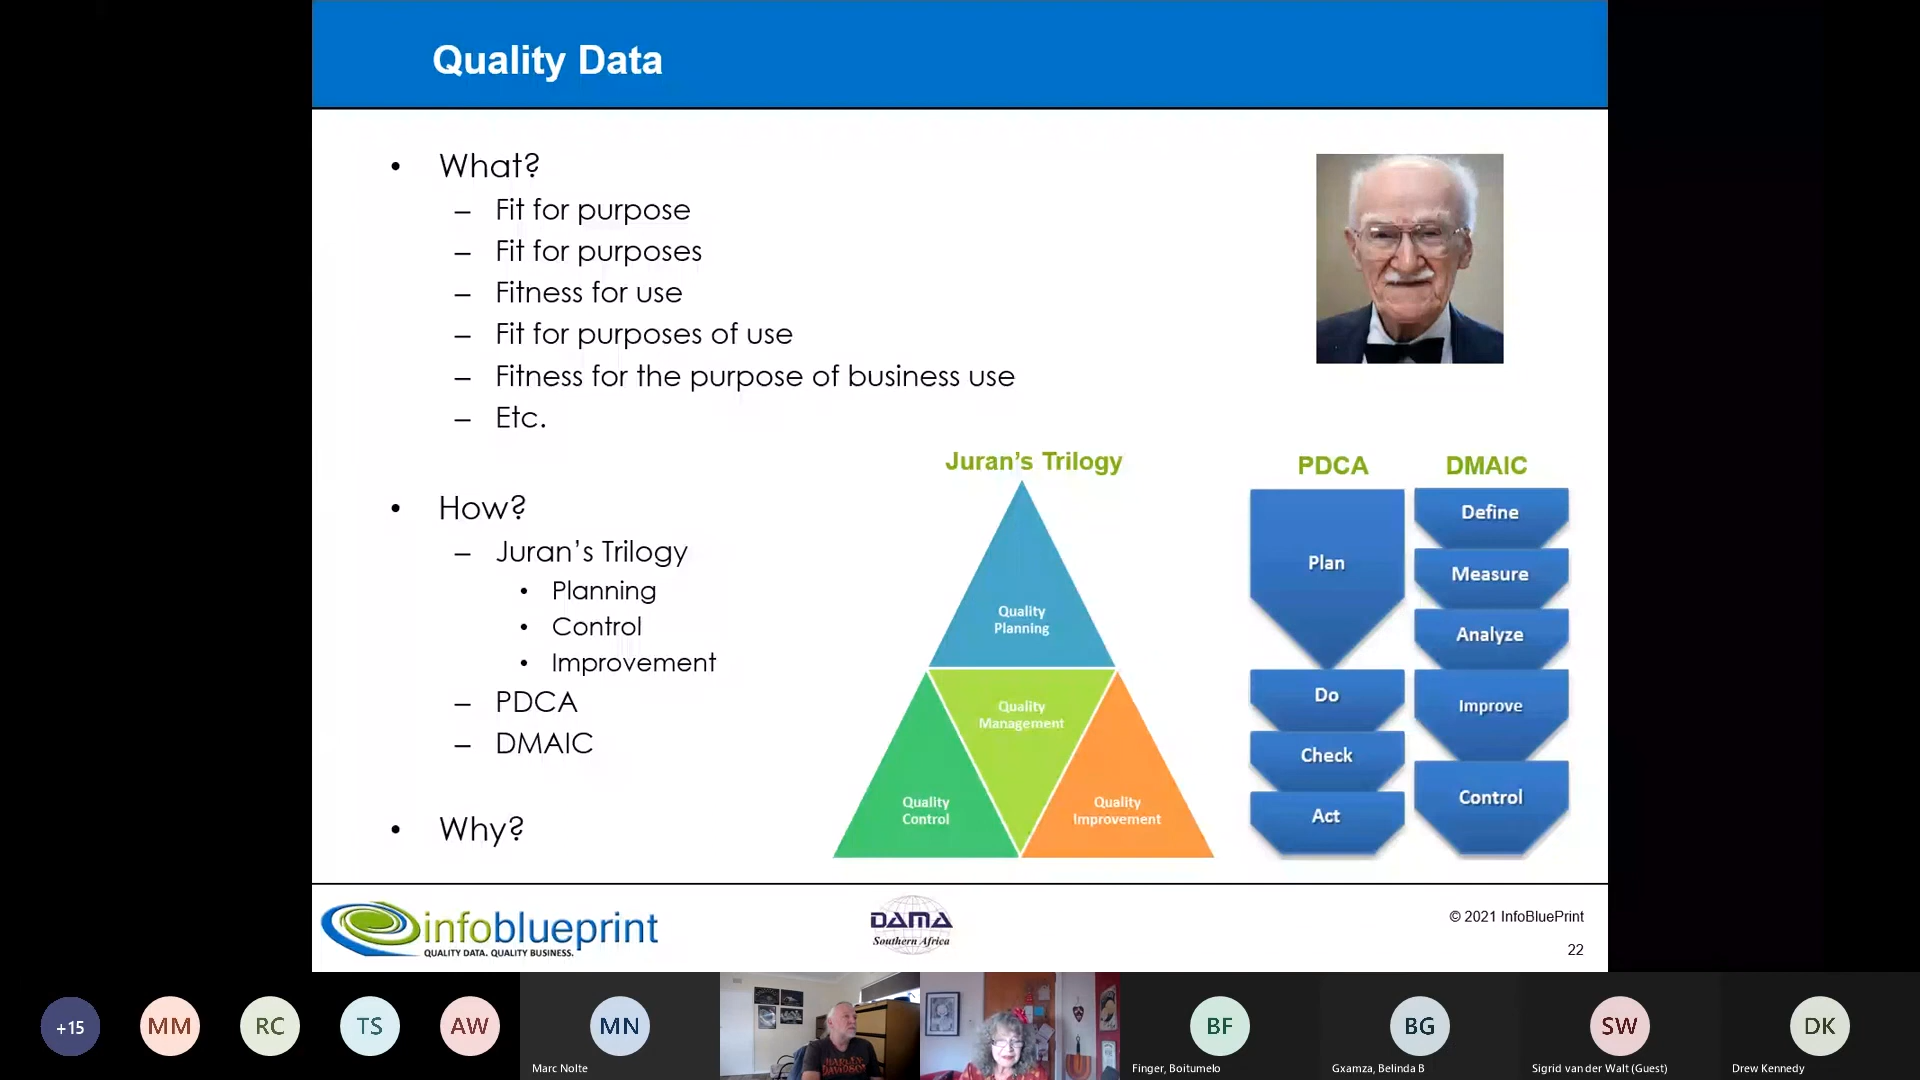 Quality Data
• What?
– Fit for purpose
– Fit for purposes
– Fitness for use
– Fit for purposes of use
– Fitness for the purpose of business use
– Etc.
• How?
– Juran's Trilogy
• Planning
• Control
• Improvement
– PDCA
– DMAIC
• Why?
Juran's Trilogy
Quality
Planning
Quality
Management
Quality
Control
Quality
Improvement
PDCA
Plan
Do
Check
Act
DMAIC
Define
Measure
Analyze
Improve
Control
infoblueprint
QUALITY DATA. QUALITY BUSINESS.
DAMA
Southern Africa
© 2021 InfoBluePrint
22
+15
MM
RC
TS
AW
MN
Marc Nolte
HARLEY
DAVIDSON
BF
Finger, Boitumelo
BG
Gxamza, Belinda B
SW
Sigrid van der Walt (Guest)
DK
Drew Kennedy